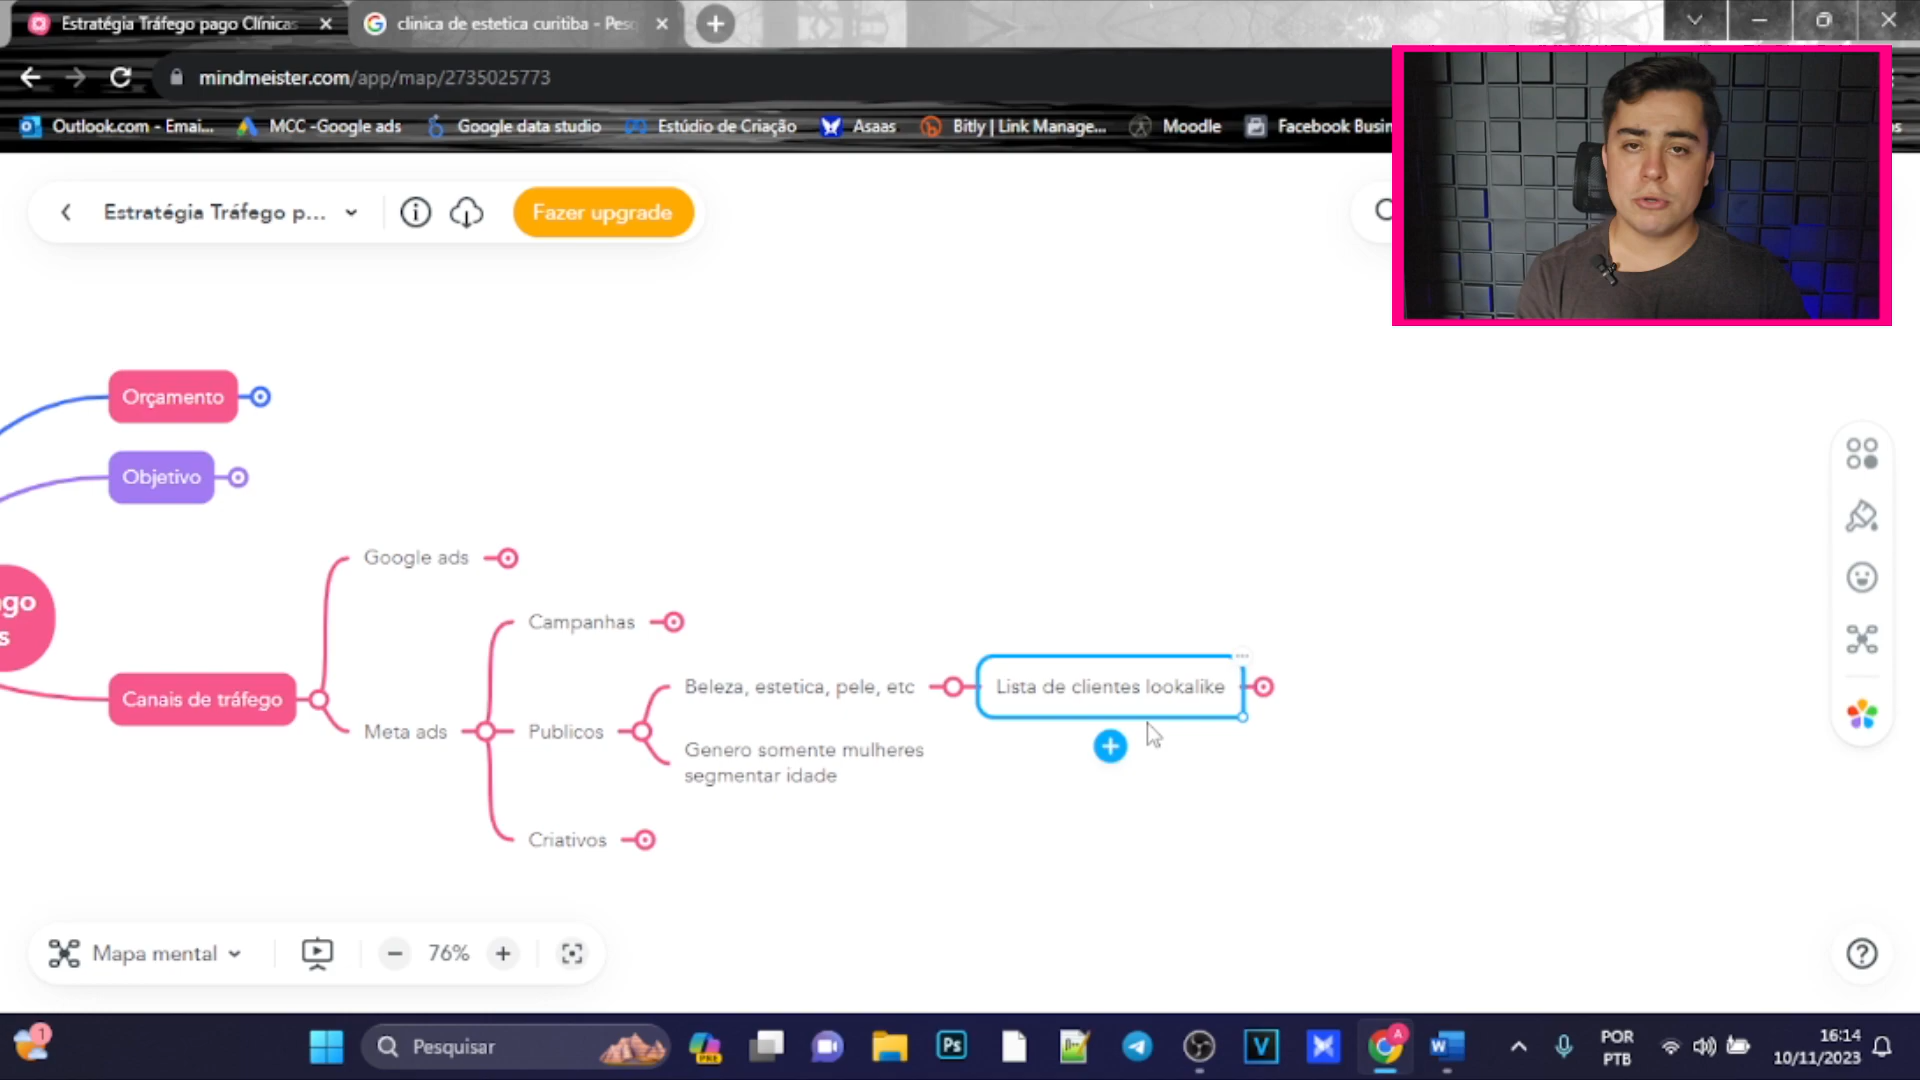 Estratégia Tráfego pago Clínicas
clinica de estetica curitiba - Pesq
mindmeister.com/app/map/2735025773
Outlook.com - Emai...
MCC -Google ads
Google data studio
Estúdio de Criação
Asaas
Bitly | Link Manage...
Moodle
Facebook Busin
Estratégia Tráfego p...
Fazer upgrade
Orçamento
Objetivo
Google ads
Campanhas
Beleza, estetica, pele, etc
Lista de clientes lookalike
Canais de tráfego
Meta ads
Publicos
Genero somente mulheres
segmentar idade
Criativos
Mapa mental
76%
1
Pesquisar
PRE
Ps
V
A
W
POR
PTB
16:14
10/11/2023